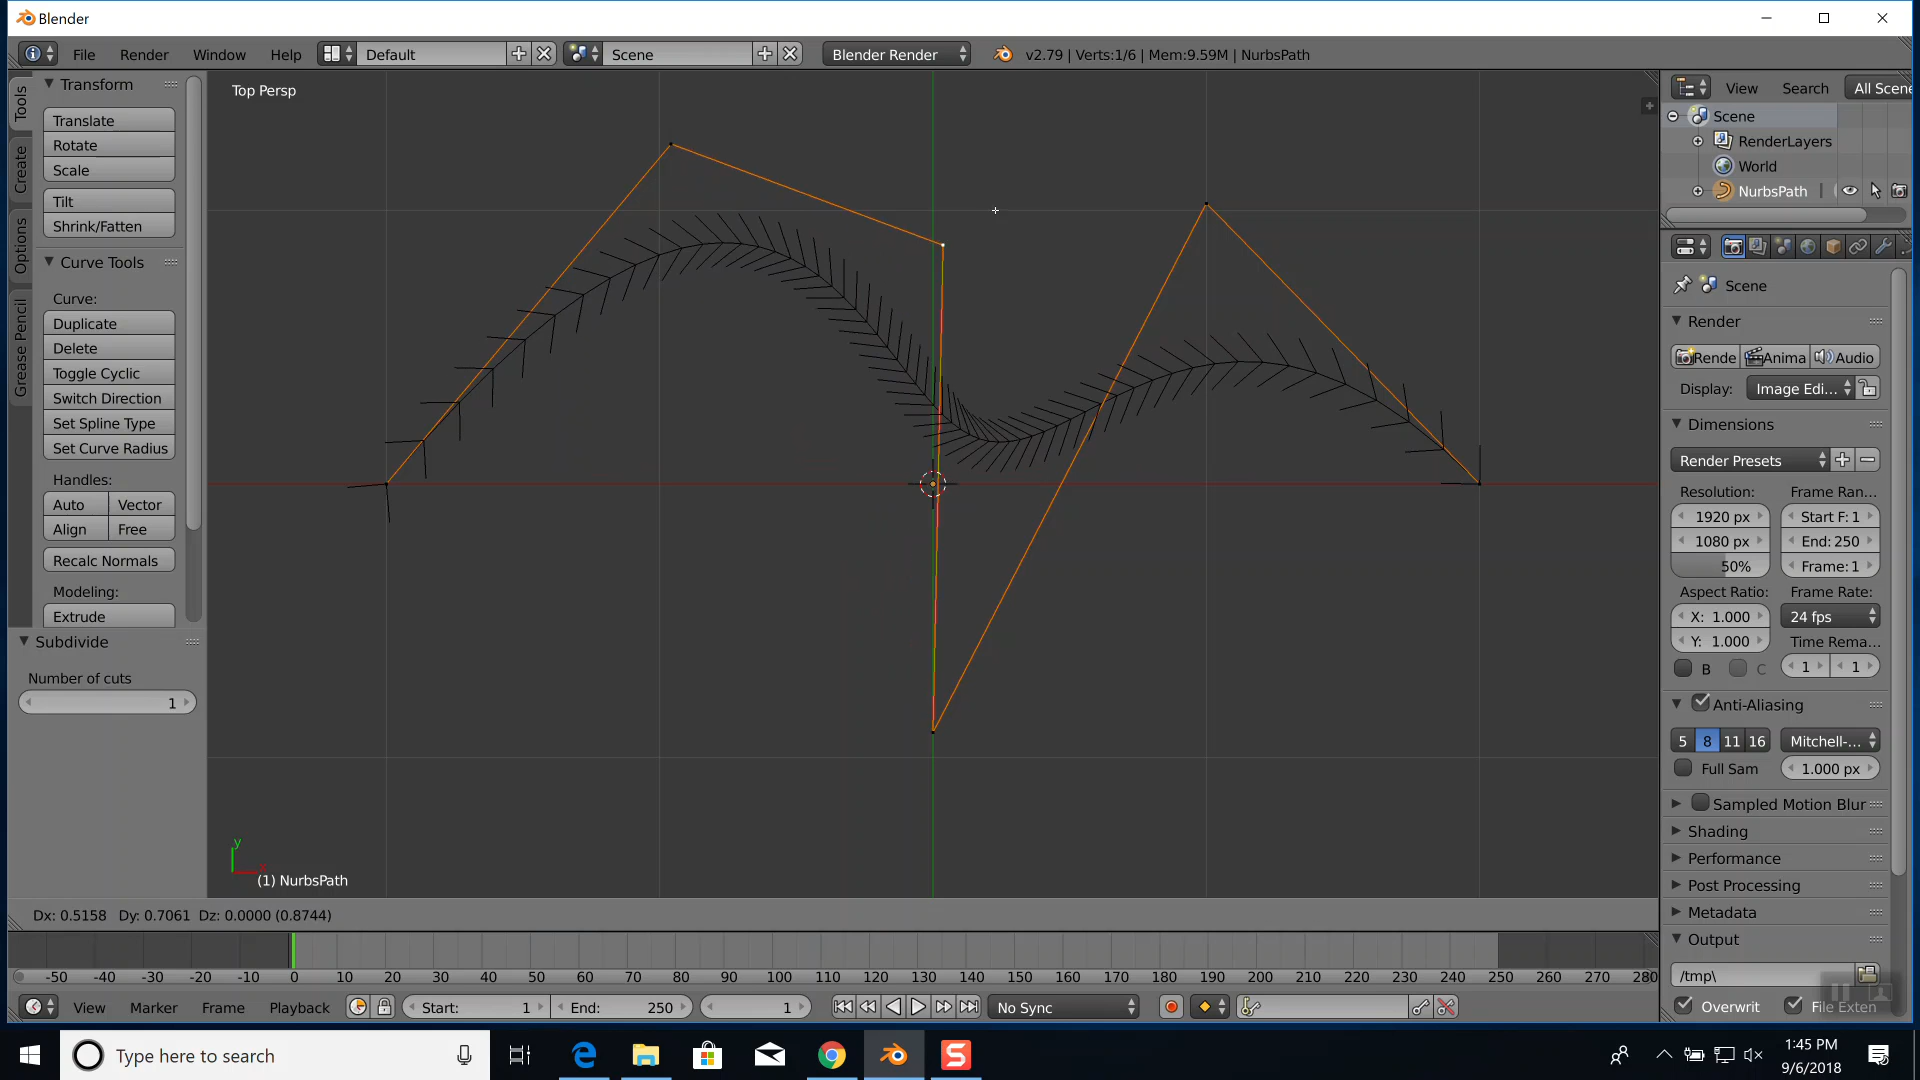 Blender
File Render Window Help Default Scene Blender Render v2.79 | Verts:1/6 | Mem:9.59M | NurbsPath
Tools
Create
Options
Grease Pencil
Transform
Translate
Rotate
Scale
Tilt
Shrink/Fatten
Curve Tools
Curve:
Duplicate
Delete
Toggle Cyclic
Switch Direction
Set Spline Type
Set Curve Radius
Handles:
Auto Vector
Align Free
Recalc Normals
Modeling:
Extrude
Subdivide
Number of cuts
1
Top Persp
y
x
(1) NurbsPath
Dx: 0.5158 Dy: 0.7061 Dz: 0.0000 (0.8744)
View Search All Scene
Scene
RenderLayers
World
NurbsPath
Scene
Render
Rende Anima Audio
Display: Image Edi...
Dimensions
Render Presets
Resolution: Frame Ran...
1920 px Start F: 1
1080 px End: 250
50% Frame: 1
Aspect Ratio: Frame Rate:
X: 1.000 24 fps
Y: 1.000 Time Rema...
B C 1 1
Anti-Aliasing
5 8 11 16 Mitchell-...
Full Sam 1.000 px
Sampled Motion Blur
Shading
Performance
Post Processing
Metadata
Output
/tmp\
Overwrit File Exten
-50 -40 -30 -20 -10 0 10 20 30 40 50 60 70 80 90 100 110 120 130 140 150 160 170 180 190 200 210 220 230 240 250 260 270 280
View Marker Frame Playback Start: 1 End: 250 1 No Sync
Type here to search
1:45 PM
9/6/2018